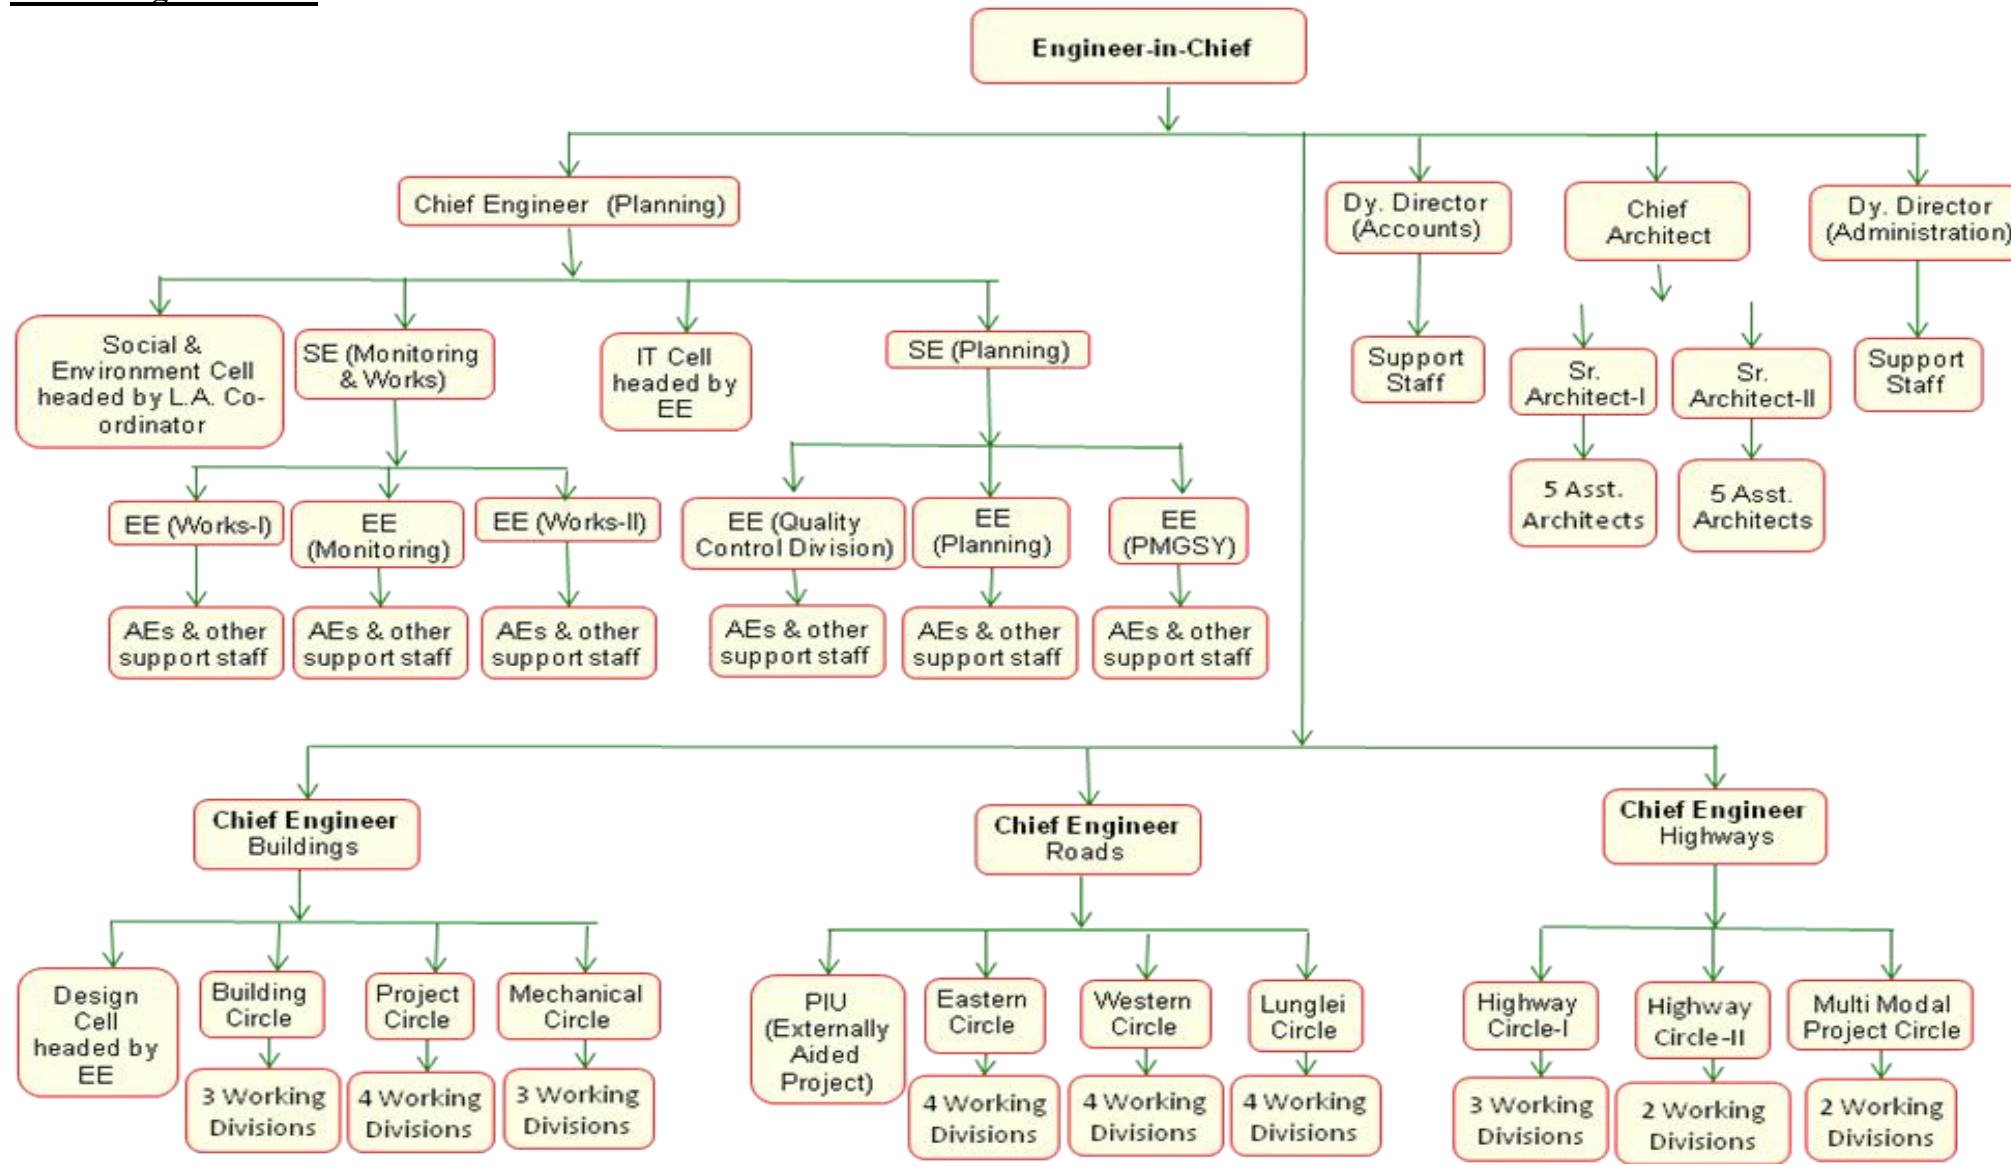 Engineer-in-Chief
Chief Engineer (Planning)
Dy. Director
(Accounts)
Chief
Architect
Dy. Director
(Administration)
Social &
Environment Cell
headed by L.A. Co-
ordinator
SE (Monitoring
& Works)
IT Cell
headed by
EE
SE (Planning)
Support
Staff
Sr.
Architect-I
Sr.
Architect-II
Support
Staff
EE (Works-I)
EE
(Monitoring)
EE (Works-II)
EE (Quality
Control Division)
EE
(Planning)
EE
(PMGSY)
5 Asst.
Architects
5 Asst.
Architects
AEs & other
support staff
AEs & other
support staff
AEs & other
support staff
AEs & other
support staff
AEs & other
support staff
AEs & other
support staff
Chief Engineer
Buildings
Chief Engineer
Roads
Chief Engineer
Highways
Design
Cell
headed by
EE
Building
Circle
Project
Circle
Mechanical
Circle
PIU
(Externally
Aided
Project)
Eastern
Circle
Western
Circle
Lunglei
Circle
Highway
Circle-I
Highway
Circle-II
Multi Modal
Project Circle
3 Working
Divisions
4 Working
Divisions
3 Working
Divisions
4 Working
Divisions
4 Working
Divisions
4 Working
Divisions
3 Working
Divisions
2 Working
Divisions
2 Working
Divisions